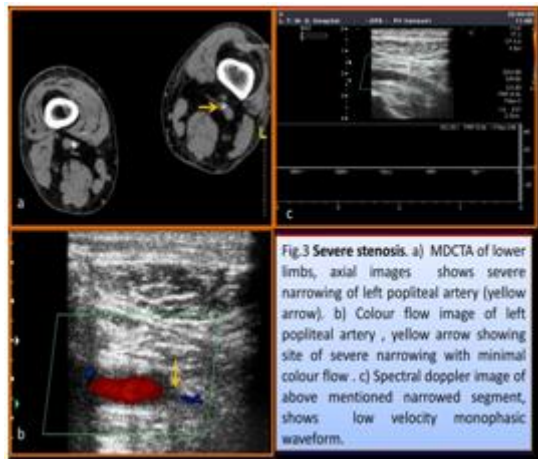 a
L
c
b
Fig.3 Severe stenosis. a) MDCTA of lower
limbs, axial images shows severe
narrowing of left popliteal artery (yellow
arrow). b) Colour flow image of left
popliteal artery , yellow arrow showing
site of severe narrowing with minimal
colour flow . c) Spectral doppler image of
above mentioned narrowed segment,
shows low velocity monophasic
waveform.